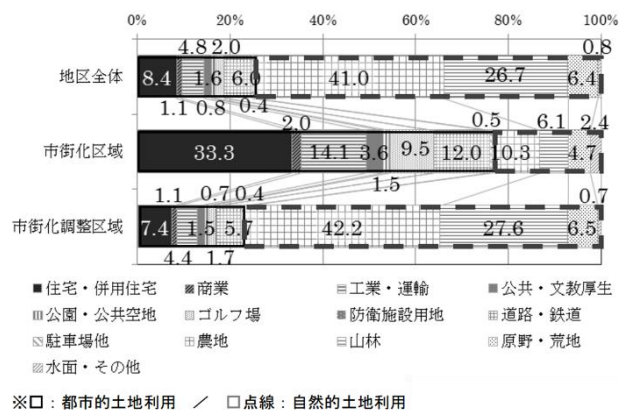 0% 20% 40% 60% 80% 100%
4.8 2.0 0.8
地区全体 8.4 1.6 6.0 41.0 26.7 6.4
1.1 0.8 0.4
2.0 0.5 6.1 2.4
市街化区域 33.3 14.1 3.6 9.5 12.0 10.3 4.7
1.5
1.1 0.7 0.4 0.7
市街化調整区域 7.4 1.5 5.7 42.2 27.6 6.5
4.4 1.7
住宅・併用住宅 商業 工業・運輸 公共・文教厚生
公園・公共空地 ゴルフ場 防衛施設用地 道路・鉄道
駐車場他 農地 山林 原野・荒地
水面・その他
※□：都市的土地利用 ／ □点線：自然的土地利用